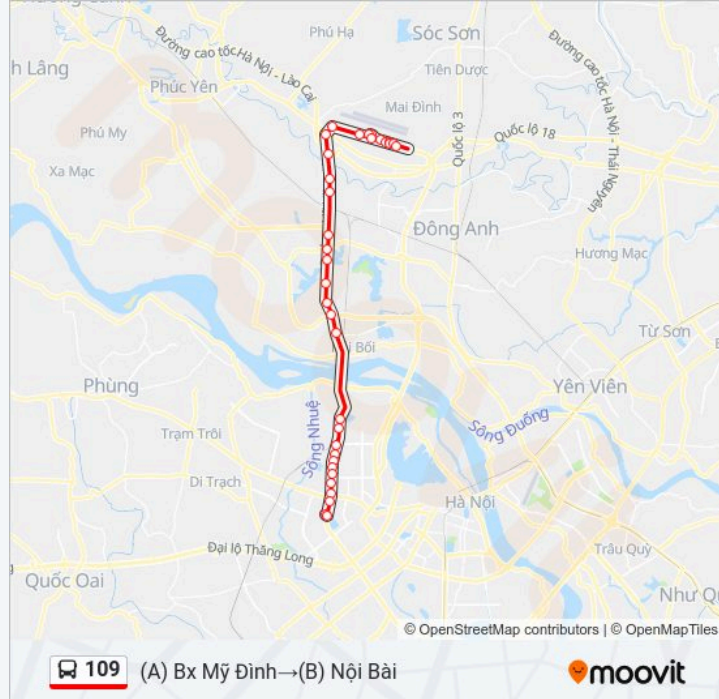 Phú Hạ
Sóc Sơn
Đường cao tốc Hà Nội - Lào Cai
h Lâng
Phúc Yên
Tiên Dược
Đường cao tốc Hà Nội - Thái Nguyên
Mai Đình
Phú My
Quốc lộ 3
Quốc lộ 18
Xa Mạc
Đông Anh
Hương Mạc
Từ Sơn
i Bối
Phùng
Yên Viên
Sông Nhuệ
Sông Đuống
Trạm Trôi
Di Trạch
Hà Nội
Đại lộ Thăng Long
Trâu Quỳ
Quốc Oai
Như Qu
© OpenStreetMap contributors | © OpenMapTiles
109 (A) Bx Mỹ Đình→(B) Nội Bài
moovit